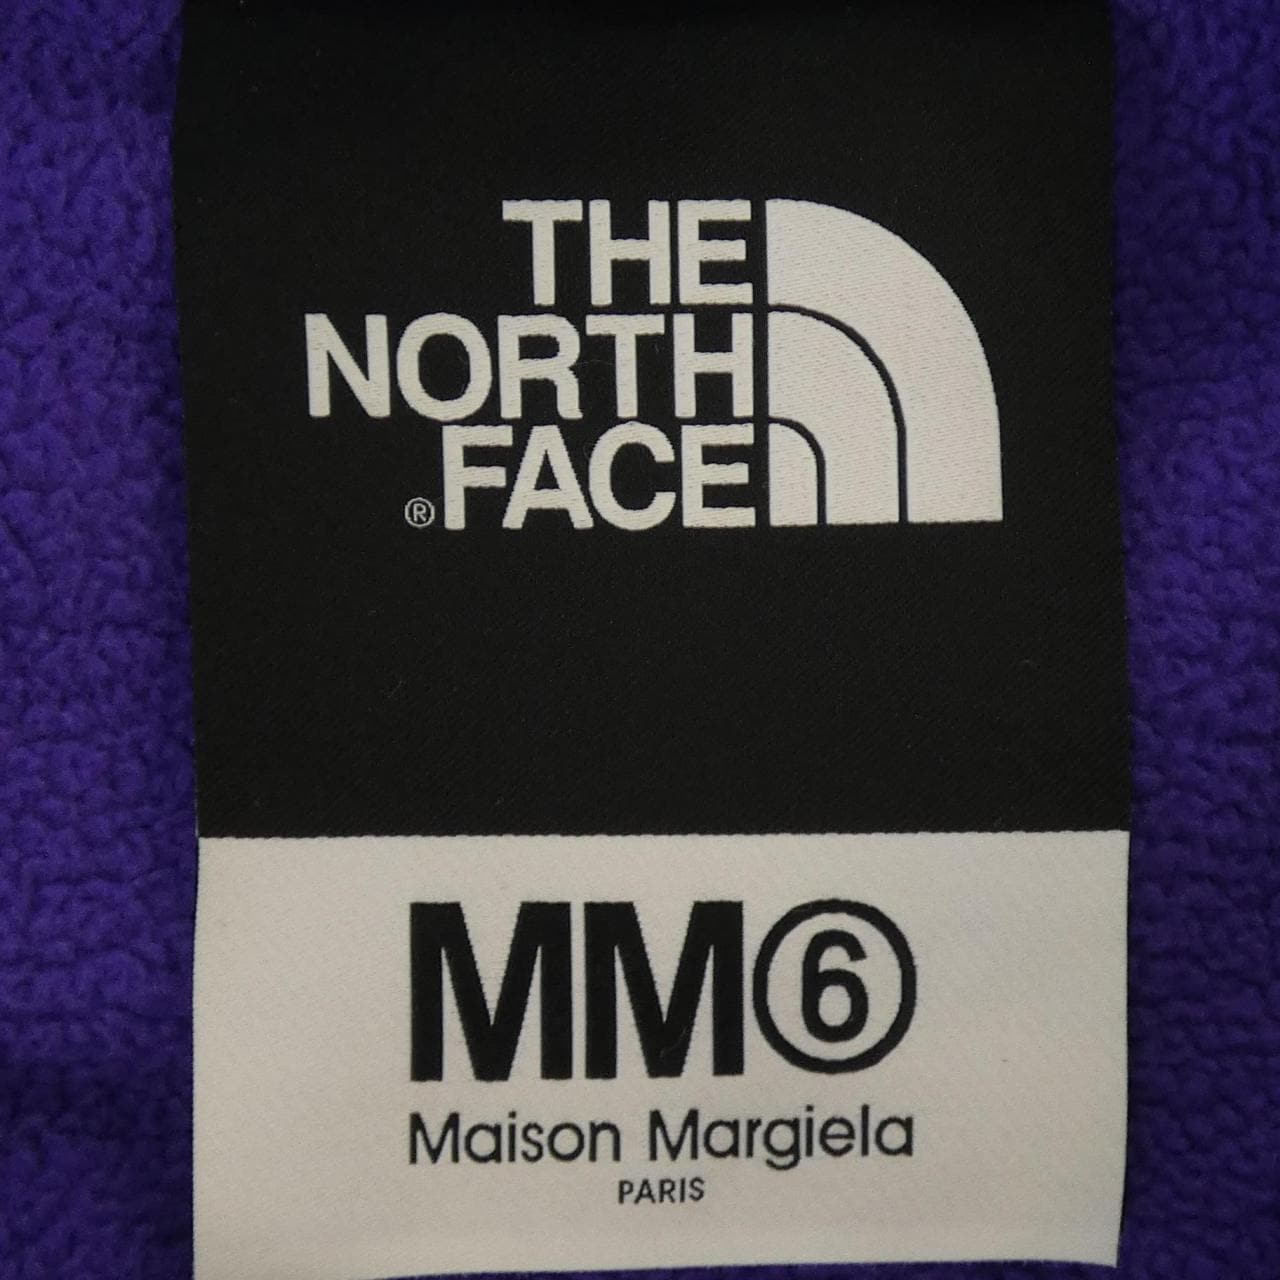 THE
NORTH
® FACE
MM⑥
Maison Margiela
PARIS